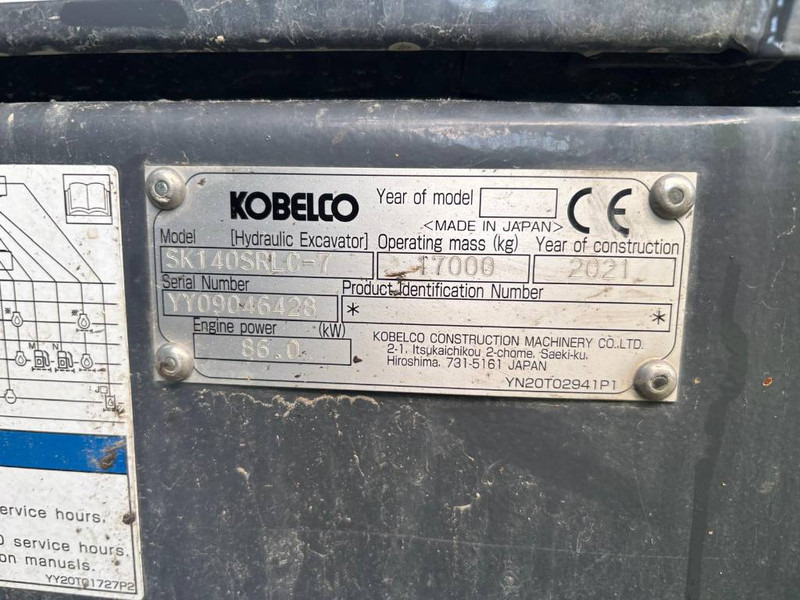 KOBELCO Year of model CE
<MADE IN JAPAN>
Model [Hydraulic Excavator] Operating mass (kg) Year of construction
SK140SRLC-7 17000 2021
Serial Number Product Identification Number
YY09046428 * *
Engine power (kW)
86.0
KOBELCO CONSTRUCTION MACHINERY CO.,LTD.
2-1, Itsukaichikou 2-chome, Saeki-ku,
Hiroshima, 731-5161 JAPAN
YN20T02941P1
M N
ervice hours.
0 service hours.
on manuals.
YY20T01727P2